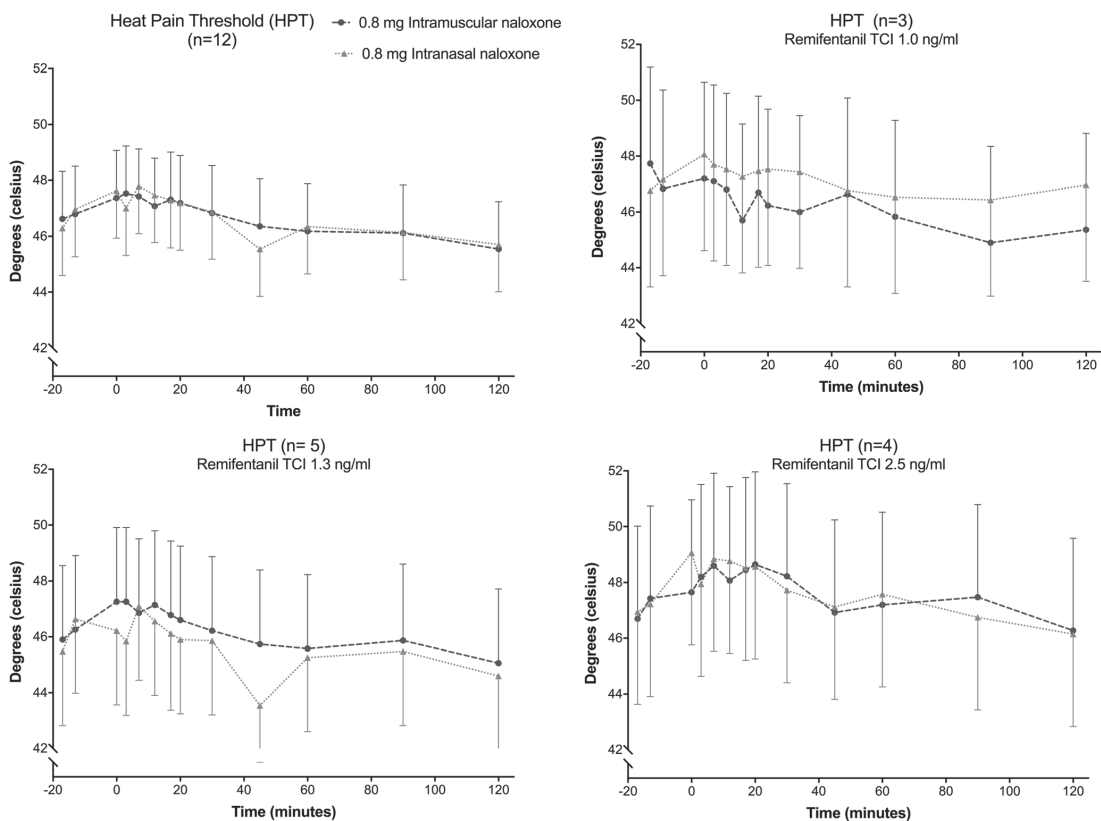 Heat Pain Threshold (HPT)
(n=12)
0.8 mg Intramuscular naloxone
0.8 mg Intranasal naloxone
Degrees (celsius)
52
50
48
46
44
42
-20 0 20 40 60 80 100 120
Time
HPT (n=3)
Remifentanil TCI 1.0 ng/ml
Degrees (celsius)
52
50
48
46
44
42
-20 0 20 40 60 80 100 120
Time (minutes)
HPT (n= 5)
Remifentanil TCI 1.3 ng/ml
Degrees (celsius)
52
50
48
46
44
42
-20 0 20 40 60 80 100 120
Time (minutes)
HPT (n=4)
Remifentanil TCI 2.5 ng/ml
Degrees (celsius)
52
50
48
46
44
42
-20 0 20 40 60 80 100 120
Time (minutes)